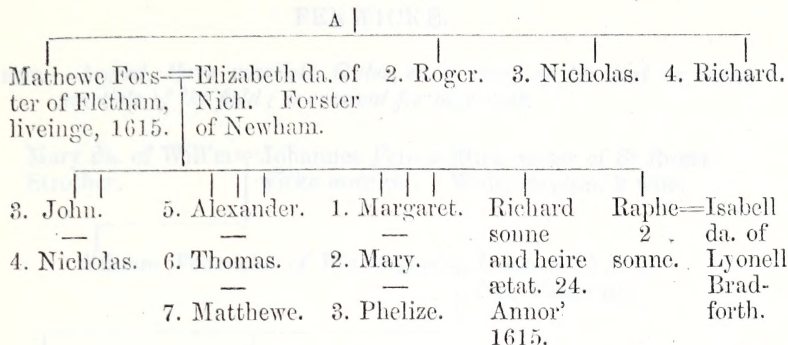 A
Mathewe Fors-=Elizabeth da. of 2. Roger. 3. Nicholas. 4. Richard.
ter of Fletham, Nich. Forster
liveinge, 1615. of Newham.
3. John. 5. Alexander. 1. Margaret. Richard Raphe=Isabell
— — — sonne 2 da. of
4. Nicholas. 6. Thomas. 2. Mary. and heire sonne. Lyonell
— — ætat. 24. Brad-
7. Matthewe. 3. Phelize. Annor' forth.
1615.